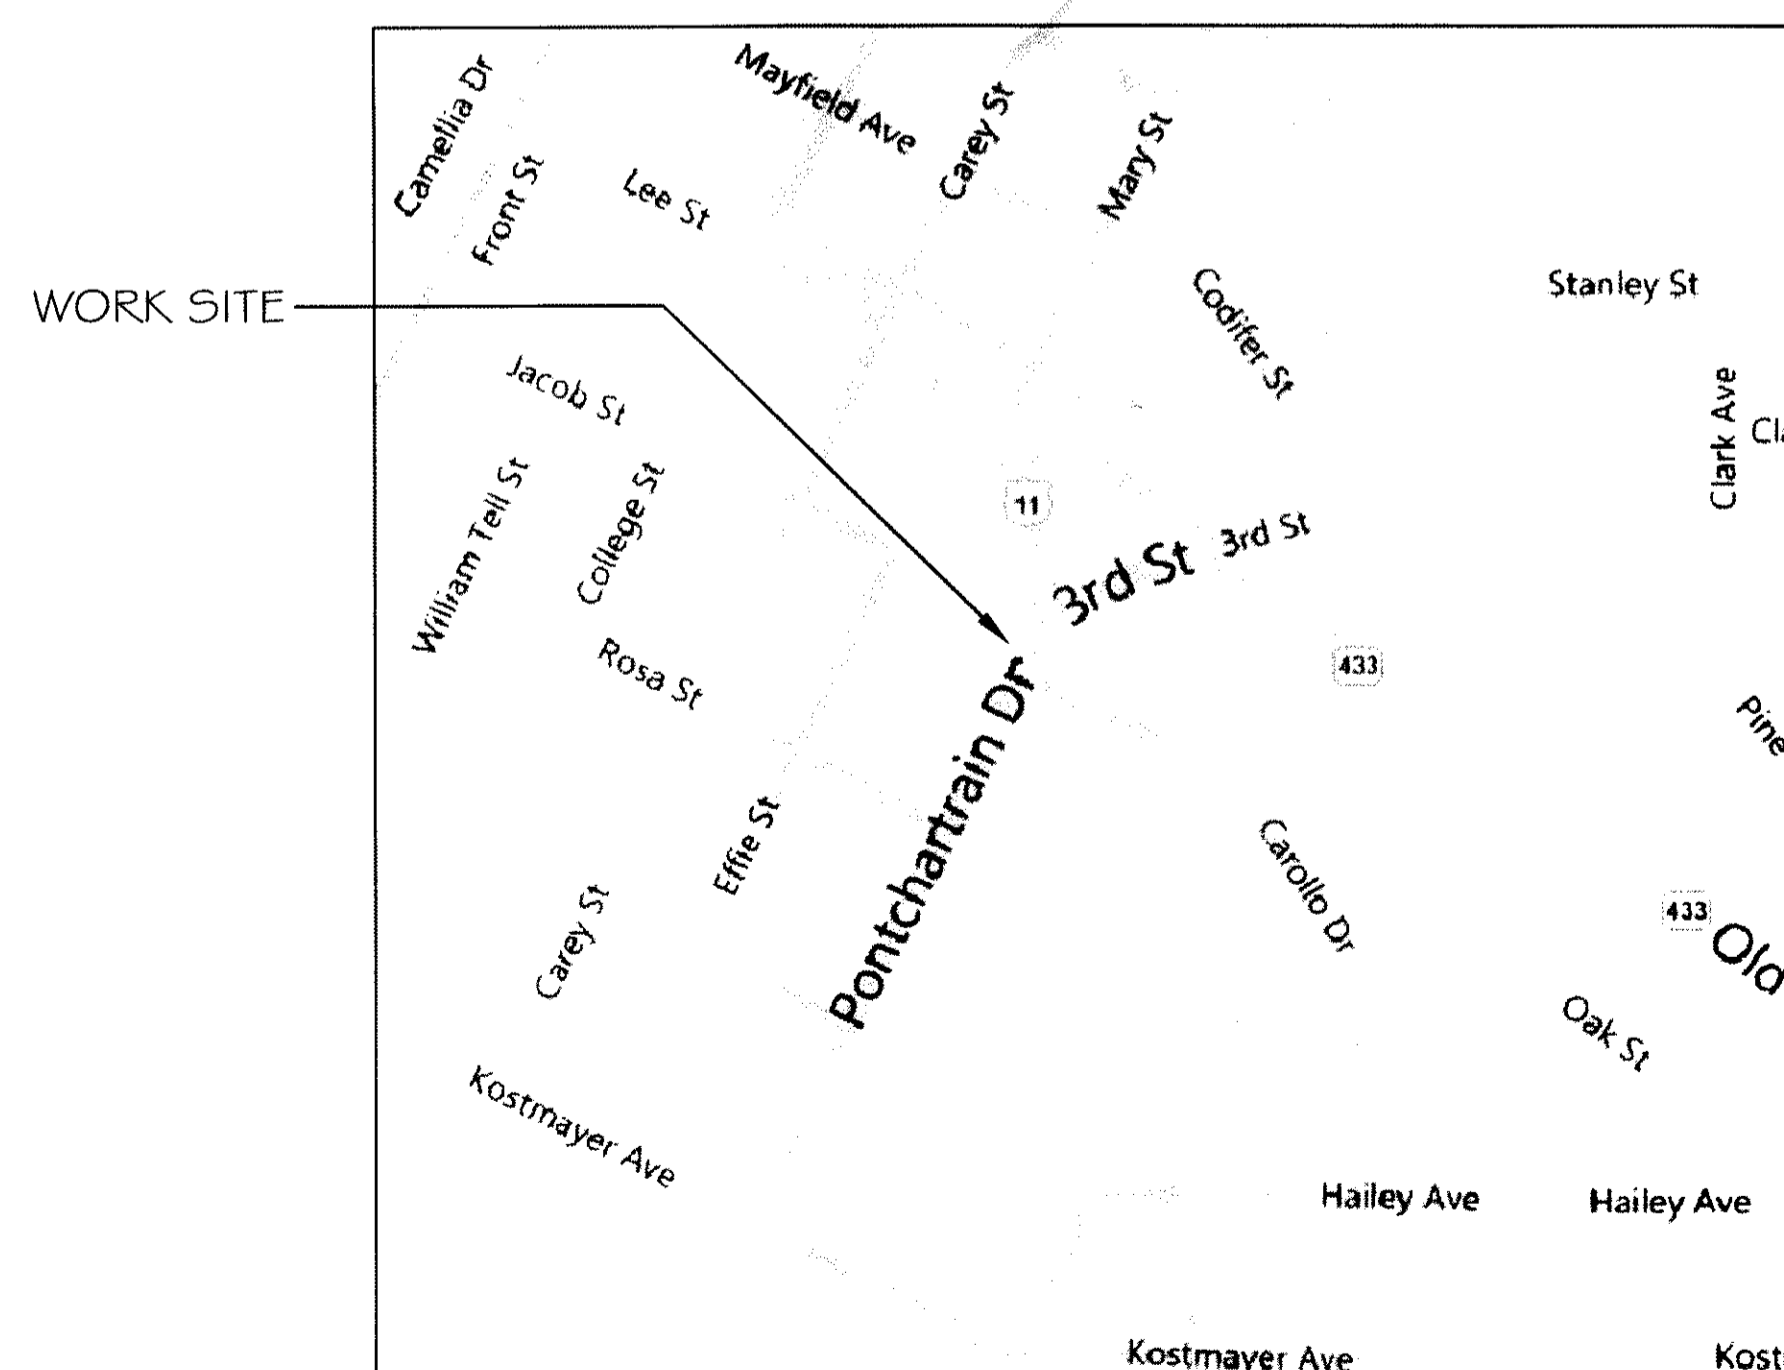 Camellia Dr
Front St
Lee St
Mayfield Ave
Carey St
Mary St
Codifer St
Stanley St
WORK SITE
Jacob St
Clark Ave
William Tell St
College St
11
3rd St
3rd St
Rosa St
433
Pontchartrain Dr
Pine
Effie St
Carollo Dr
Carey St
433
Old
Oak St
Kostmayer Ave
Hailey Ave
Hailey Ave
Kostmayer Ave